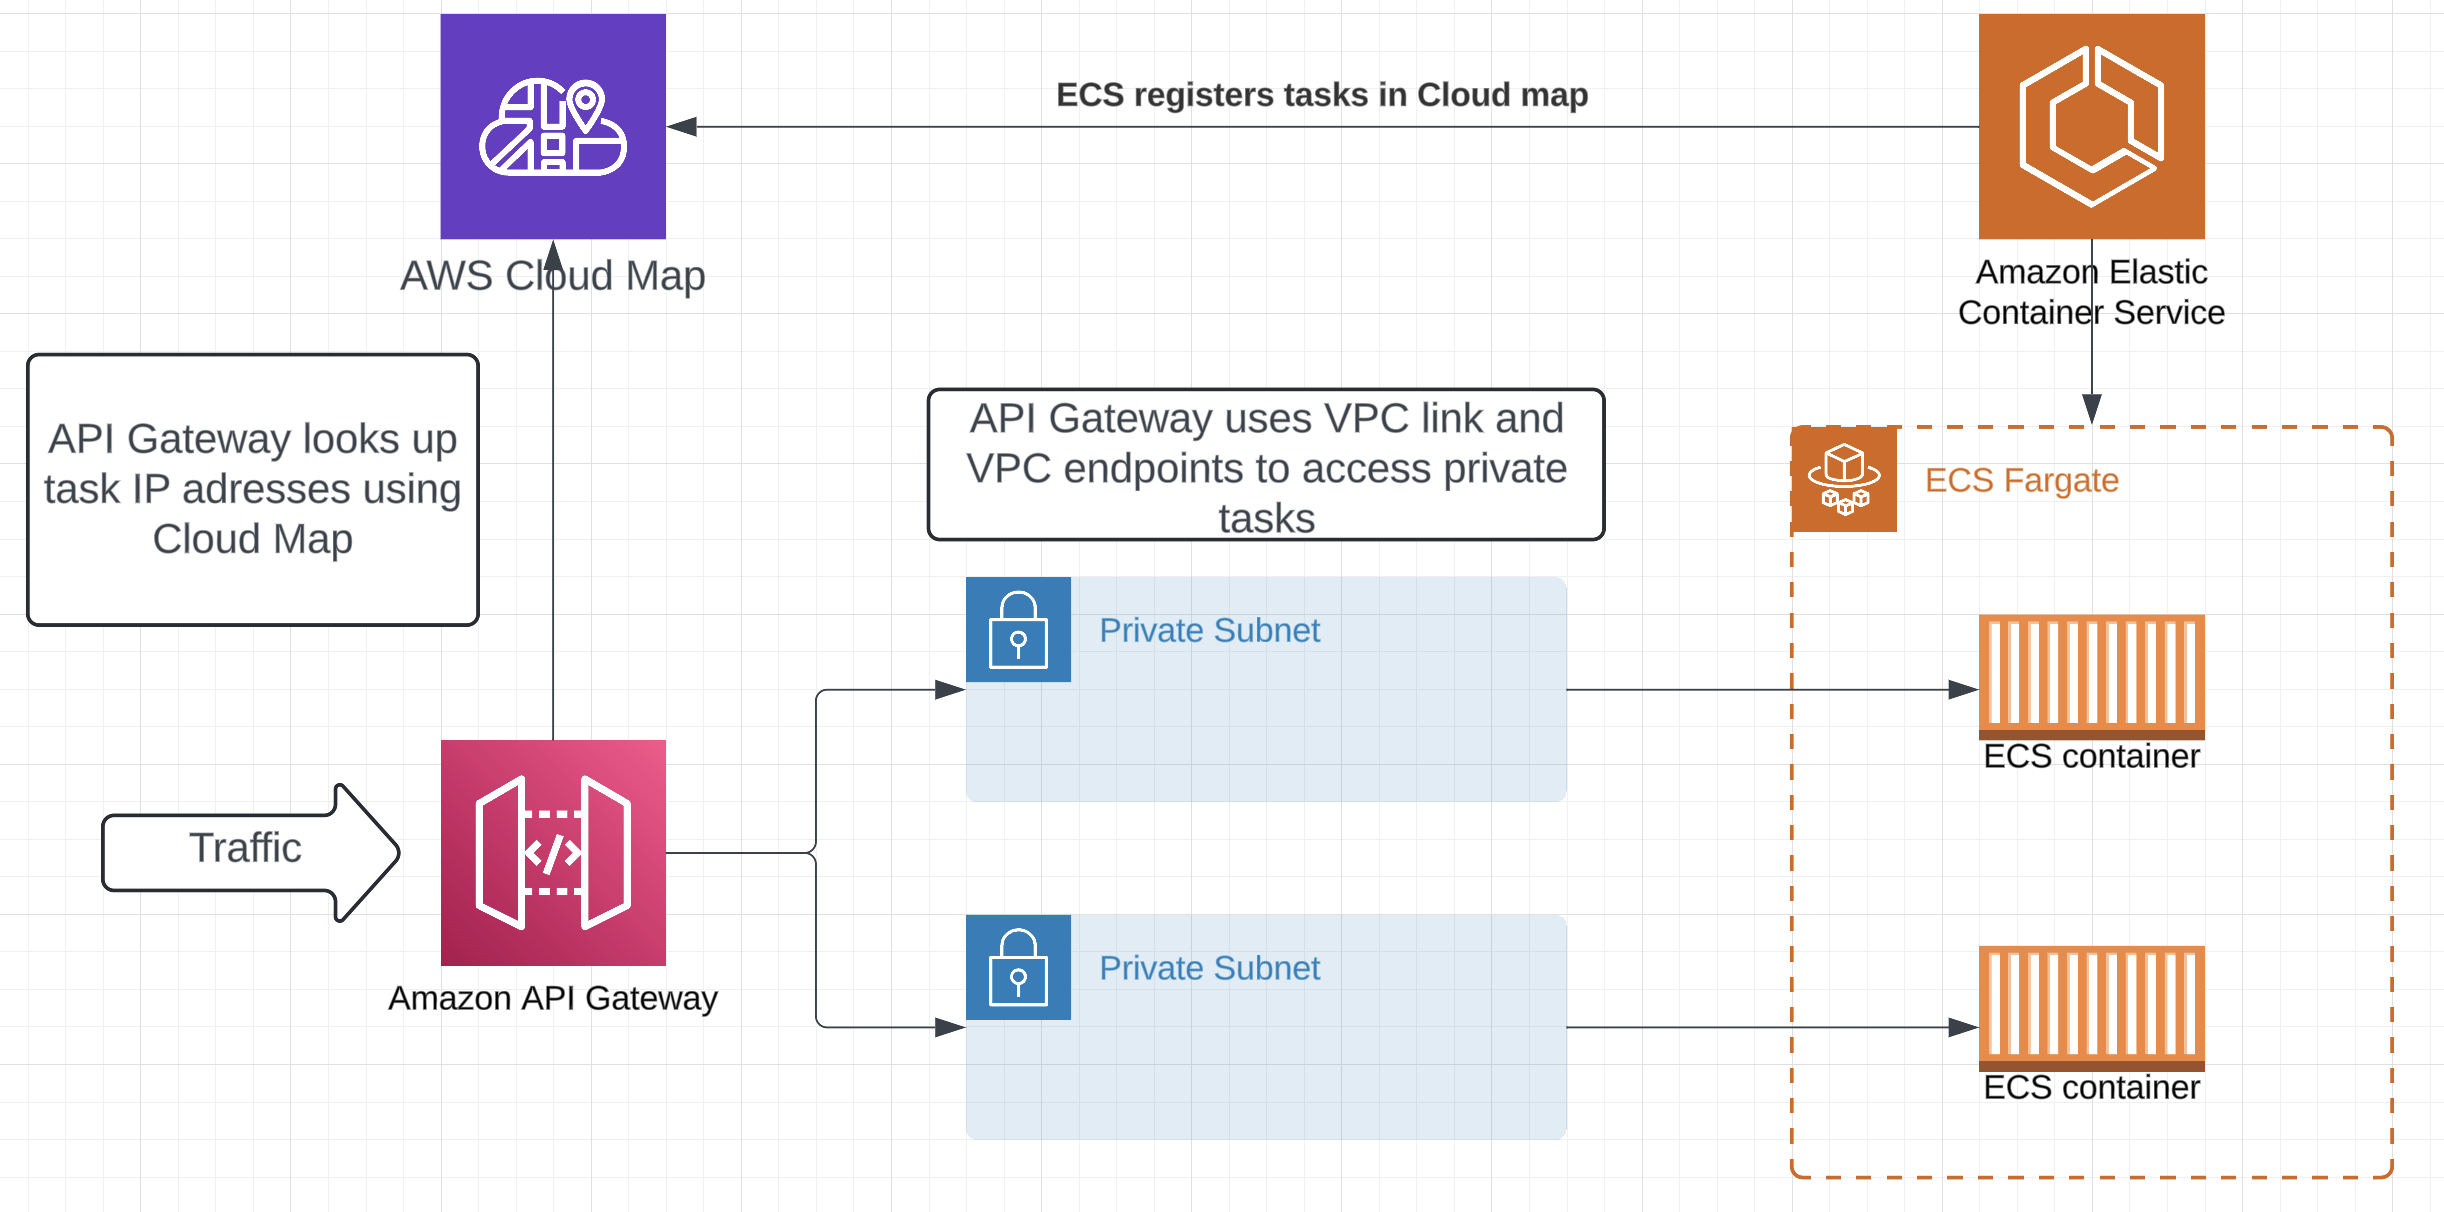 ECS registers tasks in Cloud map
AWS Cloud Map
Amazon Elastic
Container Service
API Gateway looks up
task IP adresses using
Cloud Map
API Gateway uses VPC link and
VPC endpoints to access private
tasks
ECS Fargate
Private Subnet
ECS container
Traffic
Amazon API Gateway
Private Subnet
ECS container